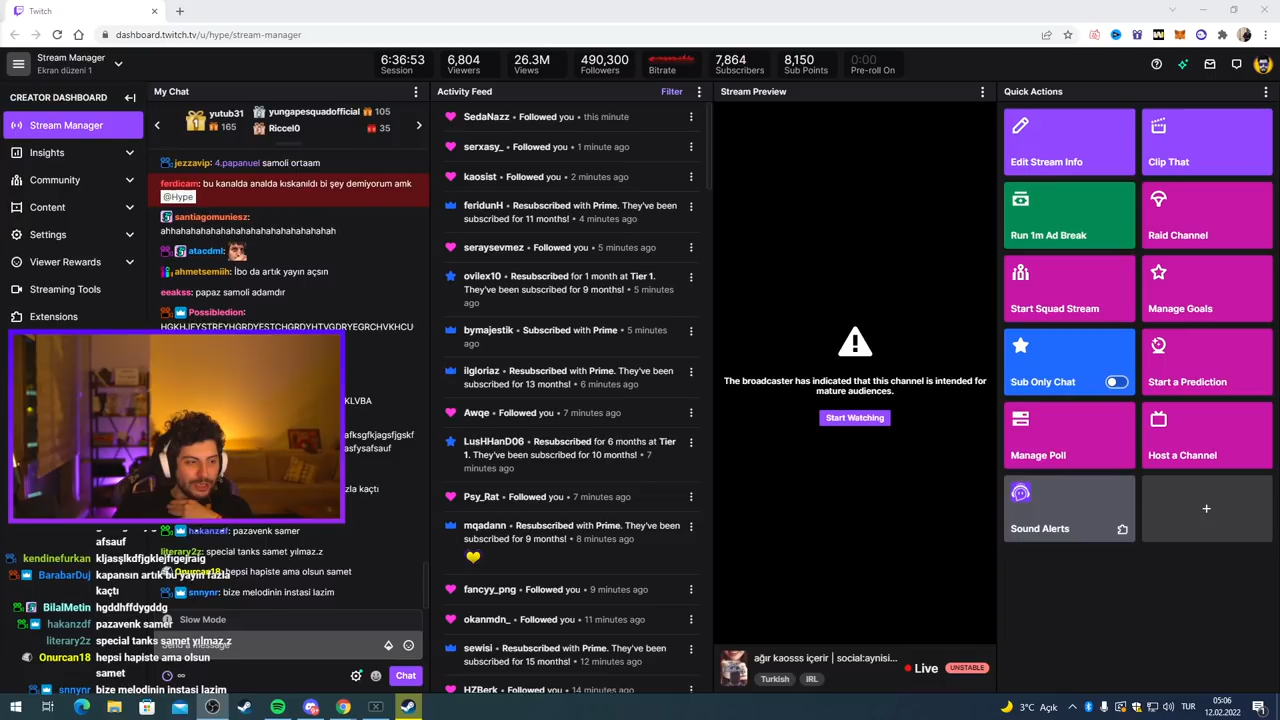 Twitch
dashboard.twitch.tv/u/hype/stream-manager
Stream Manager
Ekran düzeni 1
6:36:53
Session
6,804
Viewers
26.3M
Views
490,300
Followers
Bitrate
7,864
Subscribers
8,150
Sub Points
0:00
Pre-roll On
CREATOR DASHBOARD
Stream Manager
Insights
Community
Content
Settings
Viewer Rewards
Streaming Tools
Extensions
My Chat
yutub31
165
yungapesquadofficial 105
Riccel0 35
jezzavip: 4.papanuel samoli ortaam
ferdicam: bu kanalda analda kıskanıldı bi şey demiyorum amk
@Hype
santiagomuniesz:
ahhahahahahahahahahahahahahahah
atacdml:
ahmetsemiih: İbo da artık yayın açsın
eeakss: papaz samoli adamdır
Possibledion:
HGKHJFYSTREYHGRDYESTCHGRDYHTVGDRYEGRCHVKHCU
KLVBA
afksgfkjagsfjgskf
asfysafsauf
zla kaçtı
hakanzdf: pazavenk samer
literary2z: special tanks samet yılmaz.z
Onurcan18: hepsi hapiste ama olsun samet
snnynr: bize melodinin instasi lazim
Slow Mode
Send a message
Chat
afsauf
kendinefurkan kljasşlkdfjgklejfigejraig
BarabarDuj kapansın artık bu yayın fazla
kaçtı
BilalMetin hgddhffdygddg
hakanzdf pazavenk samer
literary2z special tanks samet yılmaz.z
Onurcan18 hepsi hapiste ama olsun
samet
snnynr bize melodinin instasi lazim
Activity Feed
Filter
SedaNazz • Followed you • this minute
serxasy_ • Followed you • 1 minute ago
kaosist • Followed you • 2 minutes ago
feridunH • Resubscribed with Prime. They've been
subscribed for 11 months! • 4 minutes ago
seraysevmez • Followed you • 5 minutes ago
ovilex10 • Resubscribed for 1 month at Tier 1.
They've been subscribed for 9 months! • 5 minutes
ago
bymajestik • Subscribed with Prime • 5 minutes
ago
ilgloriaz • Resubscribed with Prime. They've been
subscribed for 13 months! • 6 minutes ago
Awqe • Followed you • 7 minutes ago
LusHHanD06 • Resubscribed for 6 months at Tier
1. They've been subscribed for 10 months! • 7
minutes ago
Psy_Rat • Followed you • 7 minutes ago
mqadann • Resubscribed with Prime. They've been
subscribed for 9 months! • 8 minutes ago
fancyy_png • Followed you • 9 minutes ago
okanmdn_ • Followed you • 11 minutes ago
sewisi • Resubscribed with Prime. They've been
subscribed for 15 months! • 12 minutes ago
HZBerk • Followed you • 14 minutes ago
Stream Preview
The broadcaster has indicated that this channel is intended for
mature audiences.
Start Watching
ağır kaosss içerir | social:aynisi...
Turkish
IRL
Live
UNSTABLE
Quick Actions
Edit Stream Info
Clip That
Run 1m Ad Break
Raid Channel
Start Squad Stream
Manage Goals
Sub Only Chat
Start a Prediction
Manage Poll
Host a Channel
Sound Alerts
3°C Açık
TUR
05:06
12.02.2022